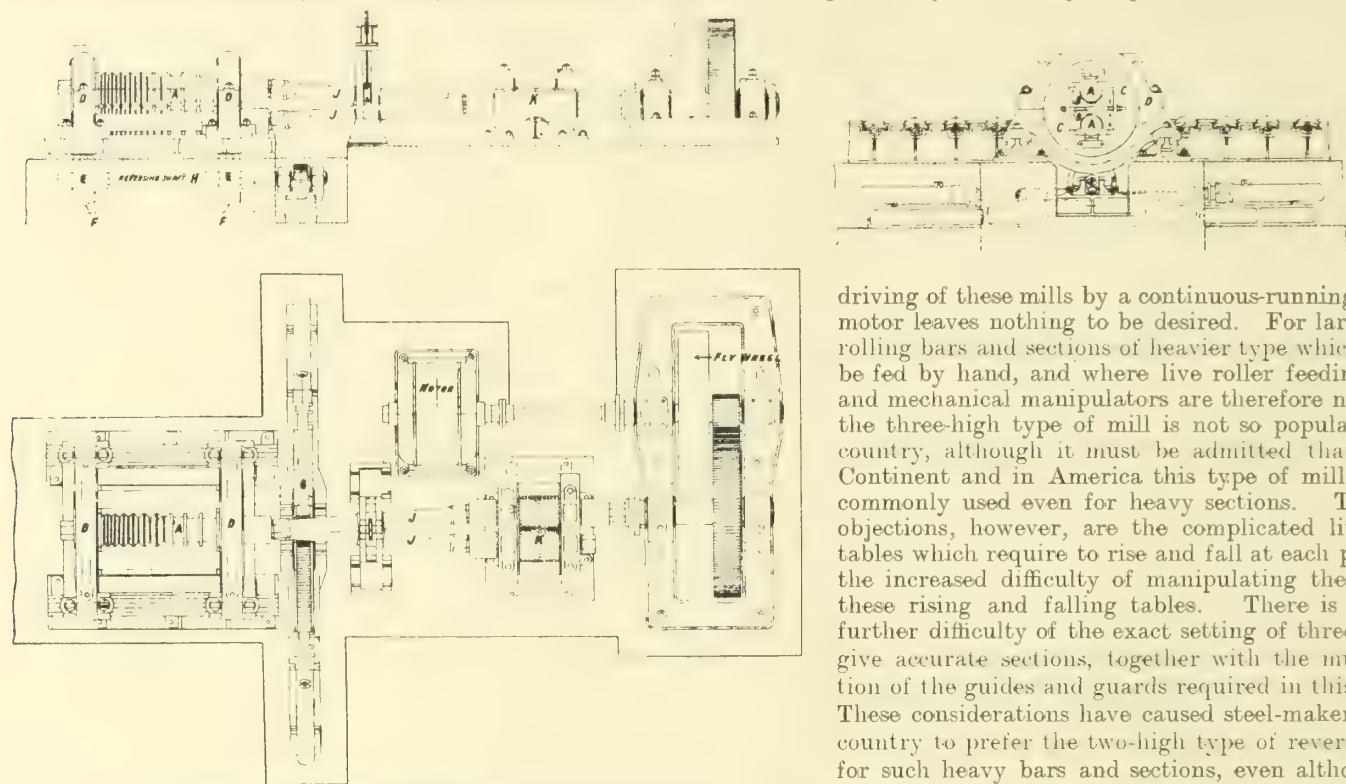 D
A
D
J
J
K
E
REVERSING SHAFT H
E
F
F
A
C
D
C
A
MOTOR
FLY WHEEL
G
D
A
D
J
J
K
driving of these mills by a continuous-running
motor leaves nothing to be desired. For lar
rolling bars and sections of heavier type whic
be fed by hand, and where live roller feedin
and mechanical manipulators are therefore n
the three-high type of mill is not so popula
country, although it must be admitted tha
Continent and in America this type of mill
commonly used even for heavy sections. T
objections, however, are the complicated li
tables which require to rise and fall at each p
the increased difficulty of manipulating the
these rising and falling tables. There is
further difficulty of the exact setting of three
give accurate sections, together with the mu
tion of the guides and guards required in this
These considerations have caused steel-maker
country to prefer the two-high type of rever
for such heavy bars and sections, even altho